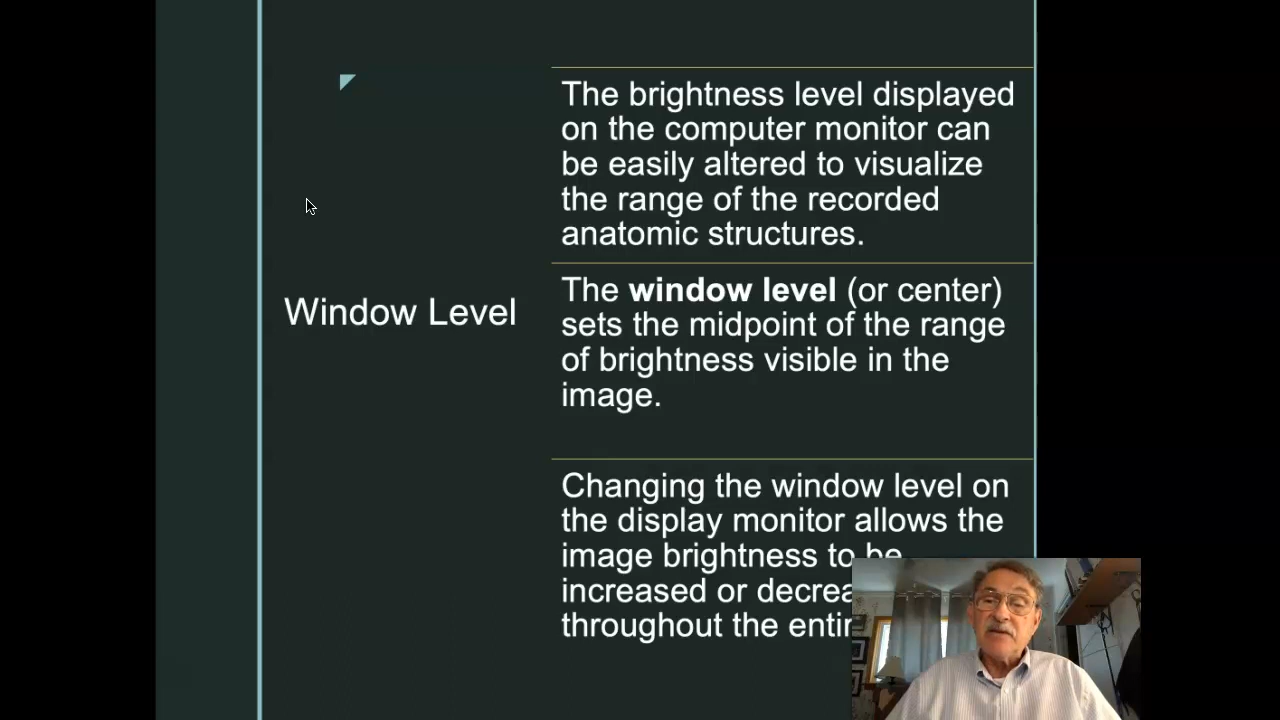 Window Level
The brightness level displayed
on the computer monitor can
be easily altered to visualize
the range of the recorded
anatomic structures.
The window level (or center)
sets the midpoint of the range
of brightness visible in the
image.
Changing the window level on
the display monitor allows the
image brightness to be
increased or
throughout the